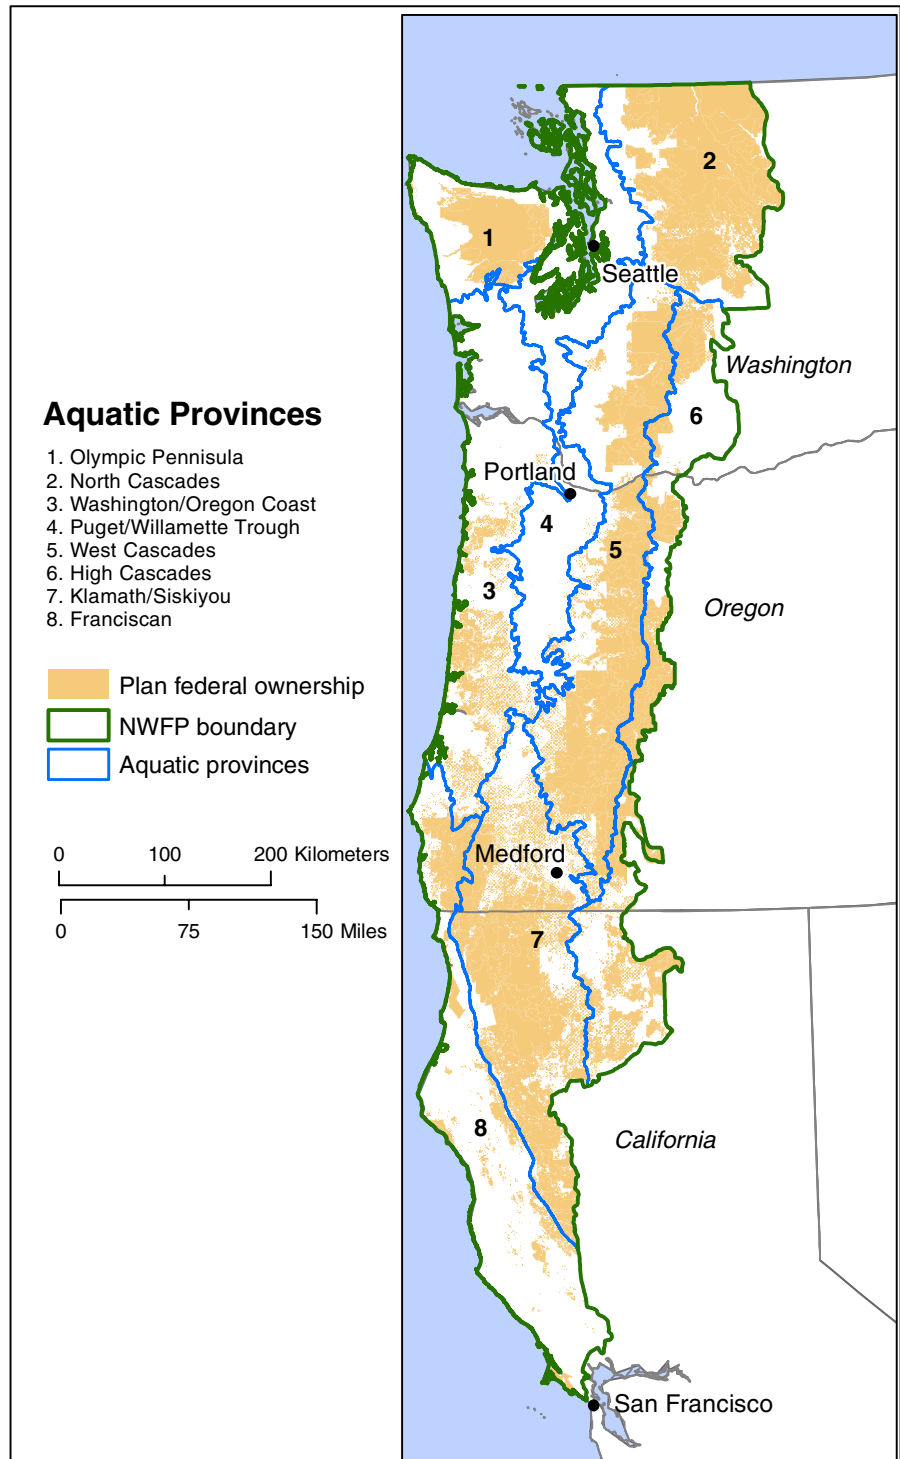 Aquatic Provinces
1. Olympic Pennisula
2. North Cascades
3. Washington/Oregon Coast
4. Puget/Willamette Trough
5. West Cascades
6. High Cascades
7. Klamath/Siskiyou
8. Franciscan
Plan federal ownership
NWFP boundary
Aquatic provinces
0 100 200 Kilometers
0 75 150 Miles
2
1
Seattle
Washington
6
Portland
4
5
3
Oregon
Medford
7
8
California
San Francisco